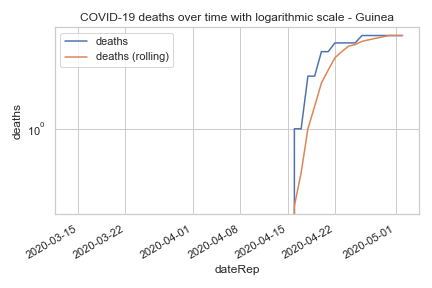 COVID-19 deaths over time with logarithmic scale - Guinea
deaths
deaths (rolling)
deaths
10⁰
2020-03-15
2020-03-22
2020-04-01
2020-04-08
2020-04-15
2020-04-22
2020-05-01
dateRep